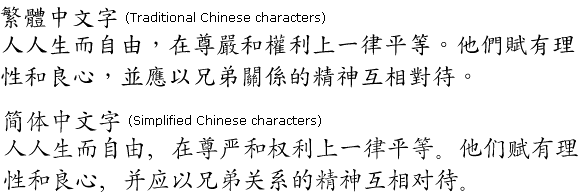 繁體中文字 (Traditional Chinese characters)
人人生而自由，在尊嚴和權利上一律平等。他們賦有理
性和良心，並應以兄弟關係的精神互相對待。
简体中文字 (Simplified Chinese characters)
人人生而自由，在尊严和权利上一律平等。他们赋有理
性和良心，并应以兄弟关系的精神互相对待。